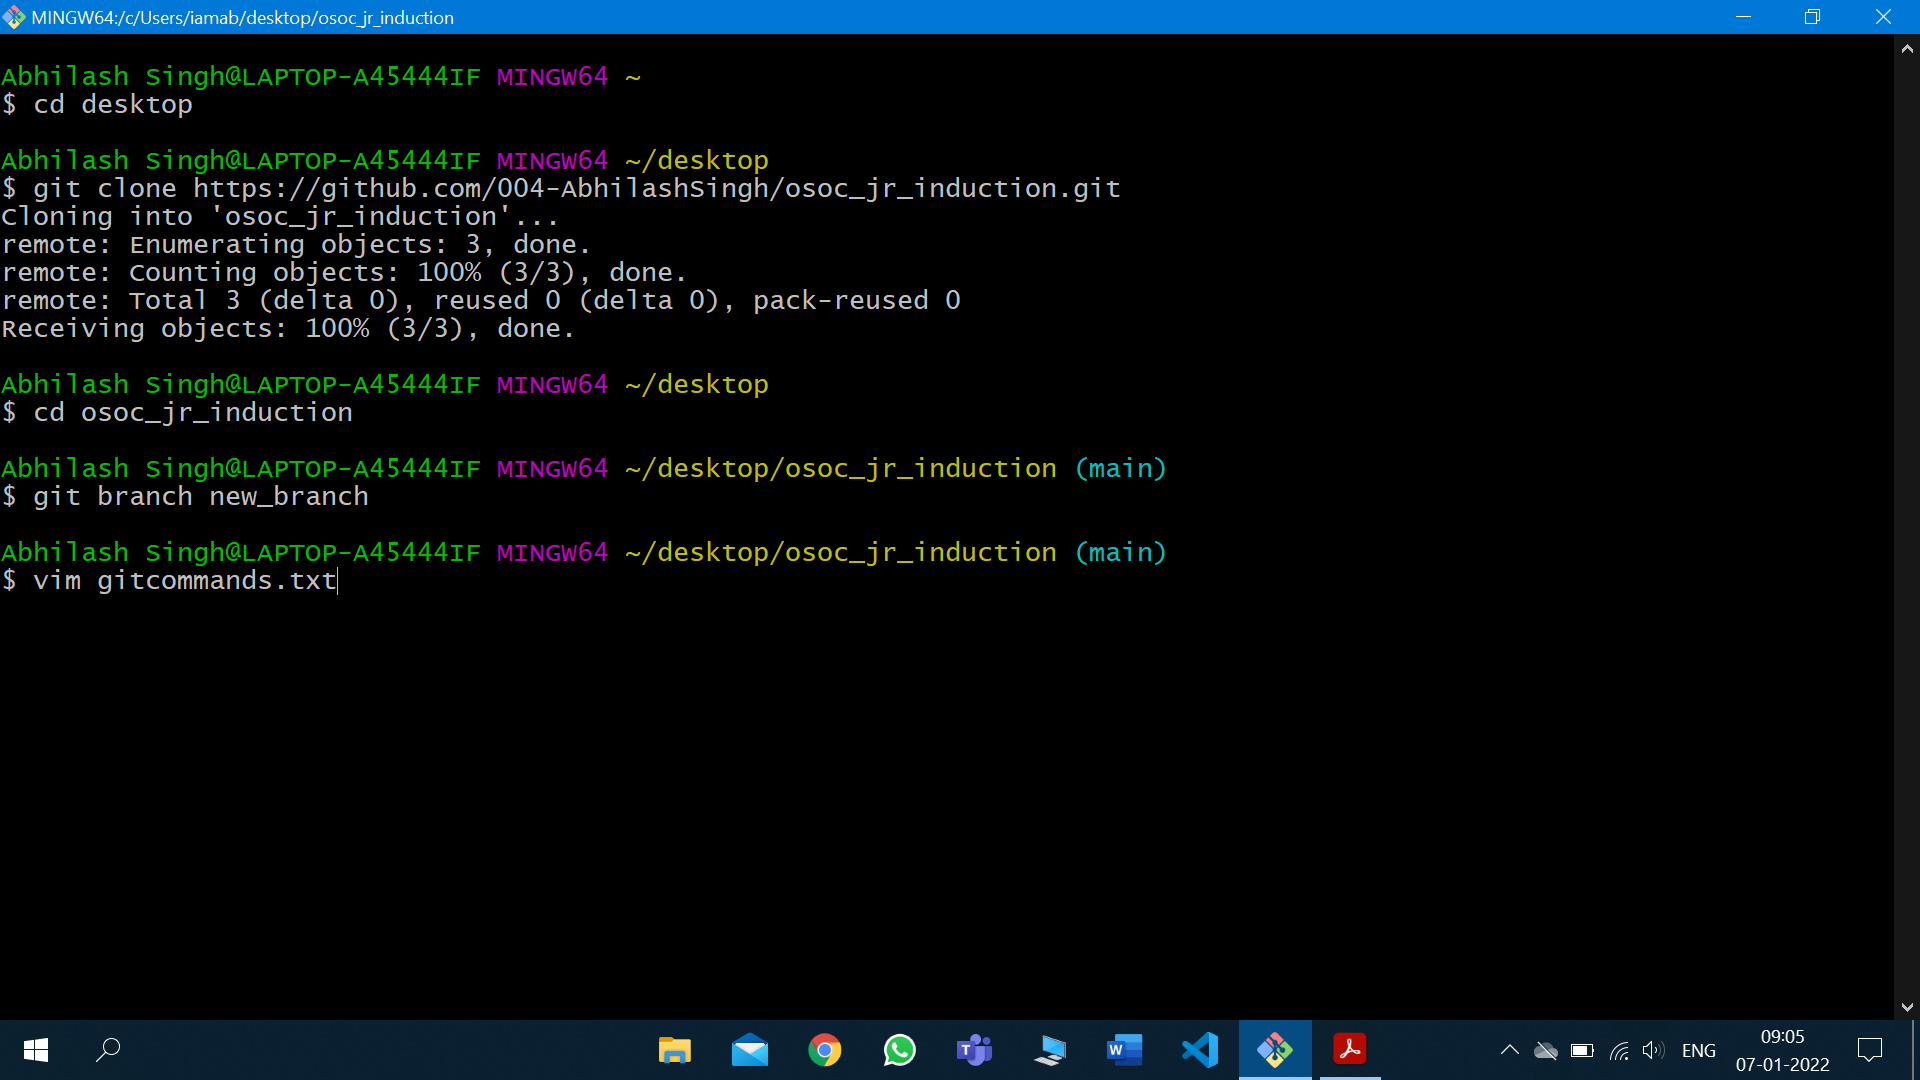 MINGW64:/c/Users/iamab/desktop/osoc_jr_induction
Abhilash Singh@LAPTOP-A45444IF MINGW64 ~
$ cd desktop
Abhilash Singh@LAPTOP-A45444IF MINGW64 ~/desktop
$ git clone https://github.com/004-AbhilashSingh/osoc_jr_induction.git
Cloning into 'osoc_jr_induction'...
remote: Enumerating objects: 3, done.
remote: Counting objects: 100% (3/3), done.
remote: Total 3 (delta 0), reused 0 (delta 0), pack-reused 0
Receiving objects: 100% (3/3), done.
Abhilash Singh@LAPTOP-A45444IF MINGW64 ~/desktop
$ cd osoc_jr_induction
Abhilash Singh@LAPTOP-A45444IF MINGW64 ~/desktop/osoc_jr_induction (main)
$ git branch new_branch
Abhilash Singh@LAPTOP-A45444IF MINGW64 ~/desktop/osoc_jr_induction (main)
$ vim gitcommands.txt
T
W
ENG
09:05
07-01-2022